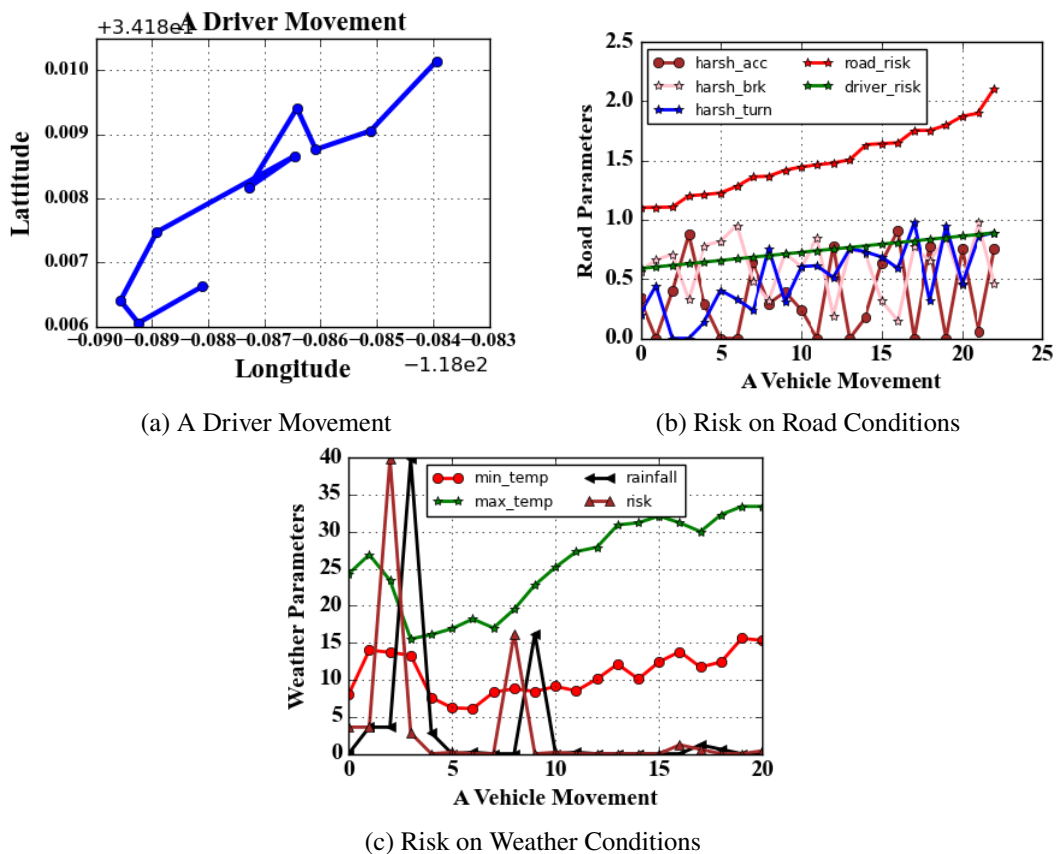 A Driver Movement
+3.418e1
0.010
0.009
0.008
0.007
0.006
Lattitude
−0.090 −0.089 −0.088 −0.087 −0.086 −0.085 −0.084 −0.083
Longitude
−1.18e2
(a) A Driver Movement
2.5
2.0
1.5
1.0
0.5
0.0
Road Parameters
harsh_acc
harsh_brk
harsh_turn
road_risk
driver_risk
0 5 10 15 20 25
A Vehicle Movement
(b) Risk on Road Conditions
40
35
30
25
20
15
10
5
0
Weather Parameters
min_temp
max_temp
rainfall
risk
0 5 10 15 20
A Vehicle Movement
(c) Risk on Weather Conditions